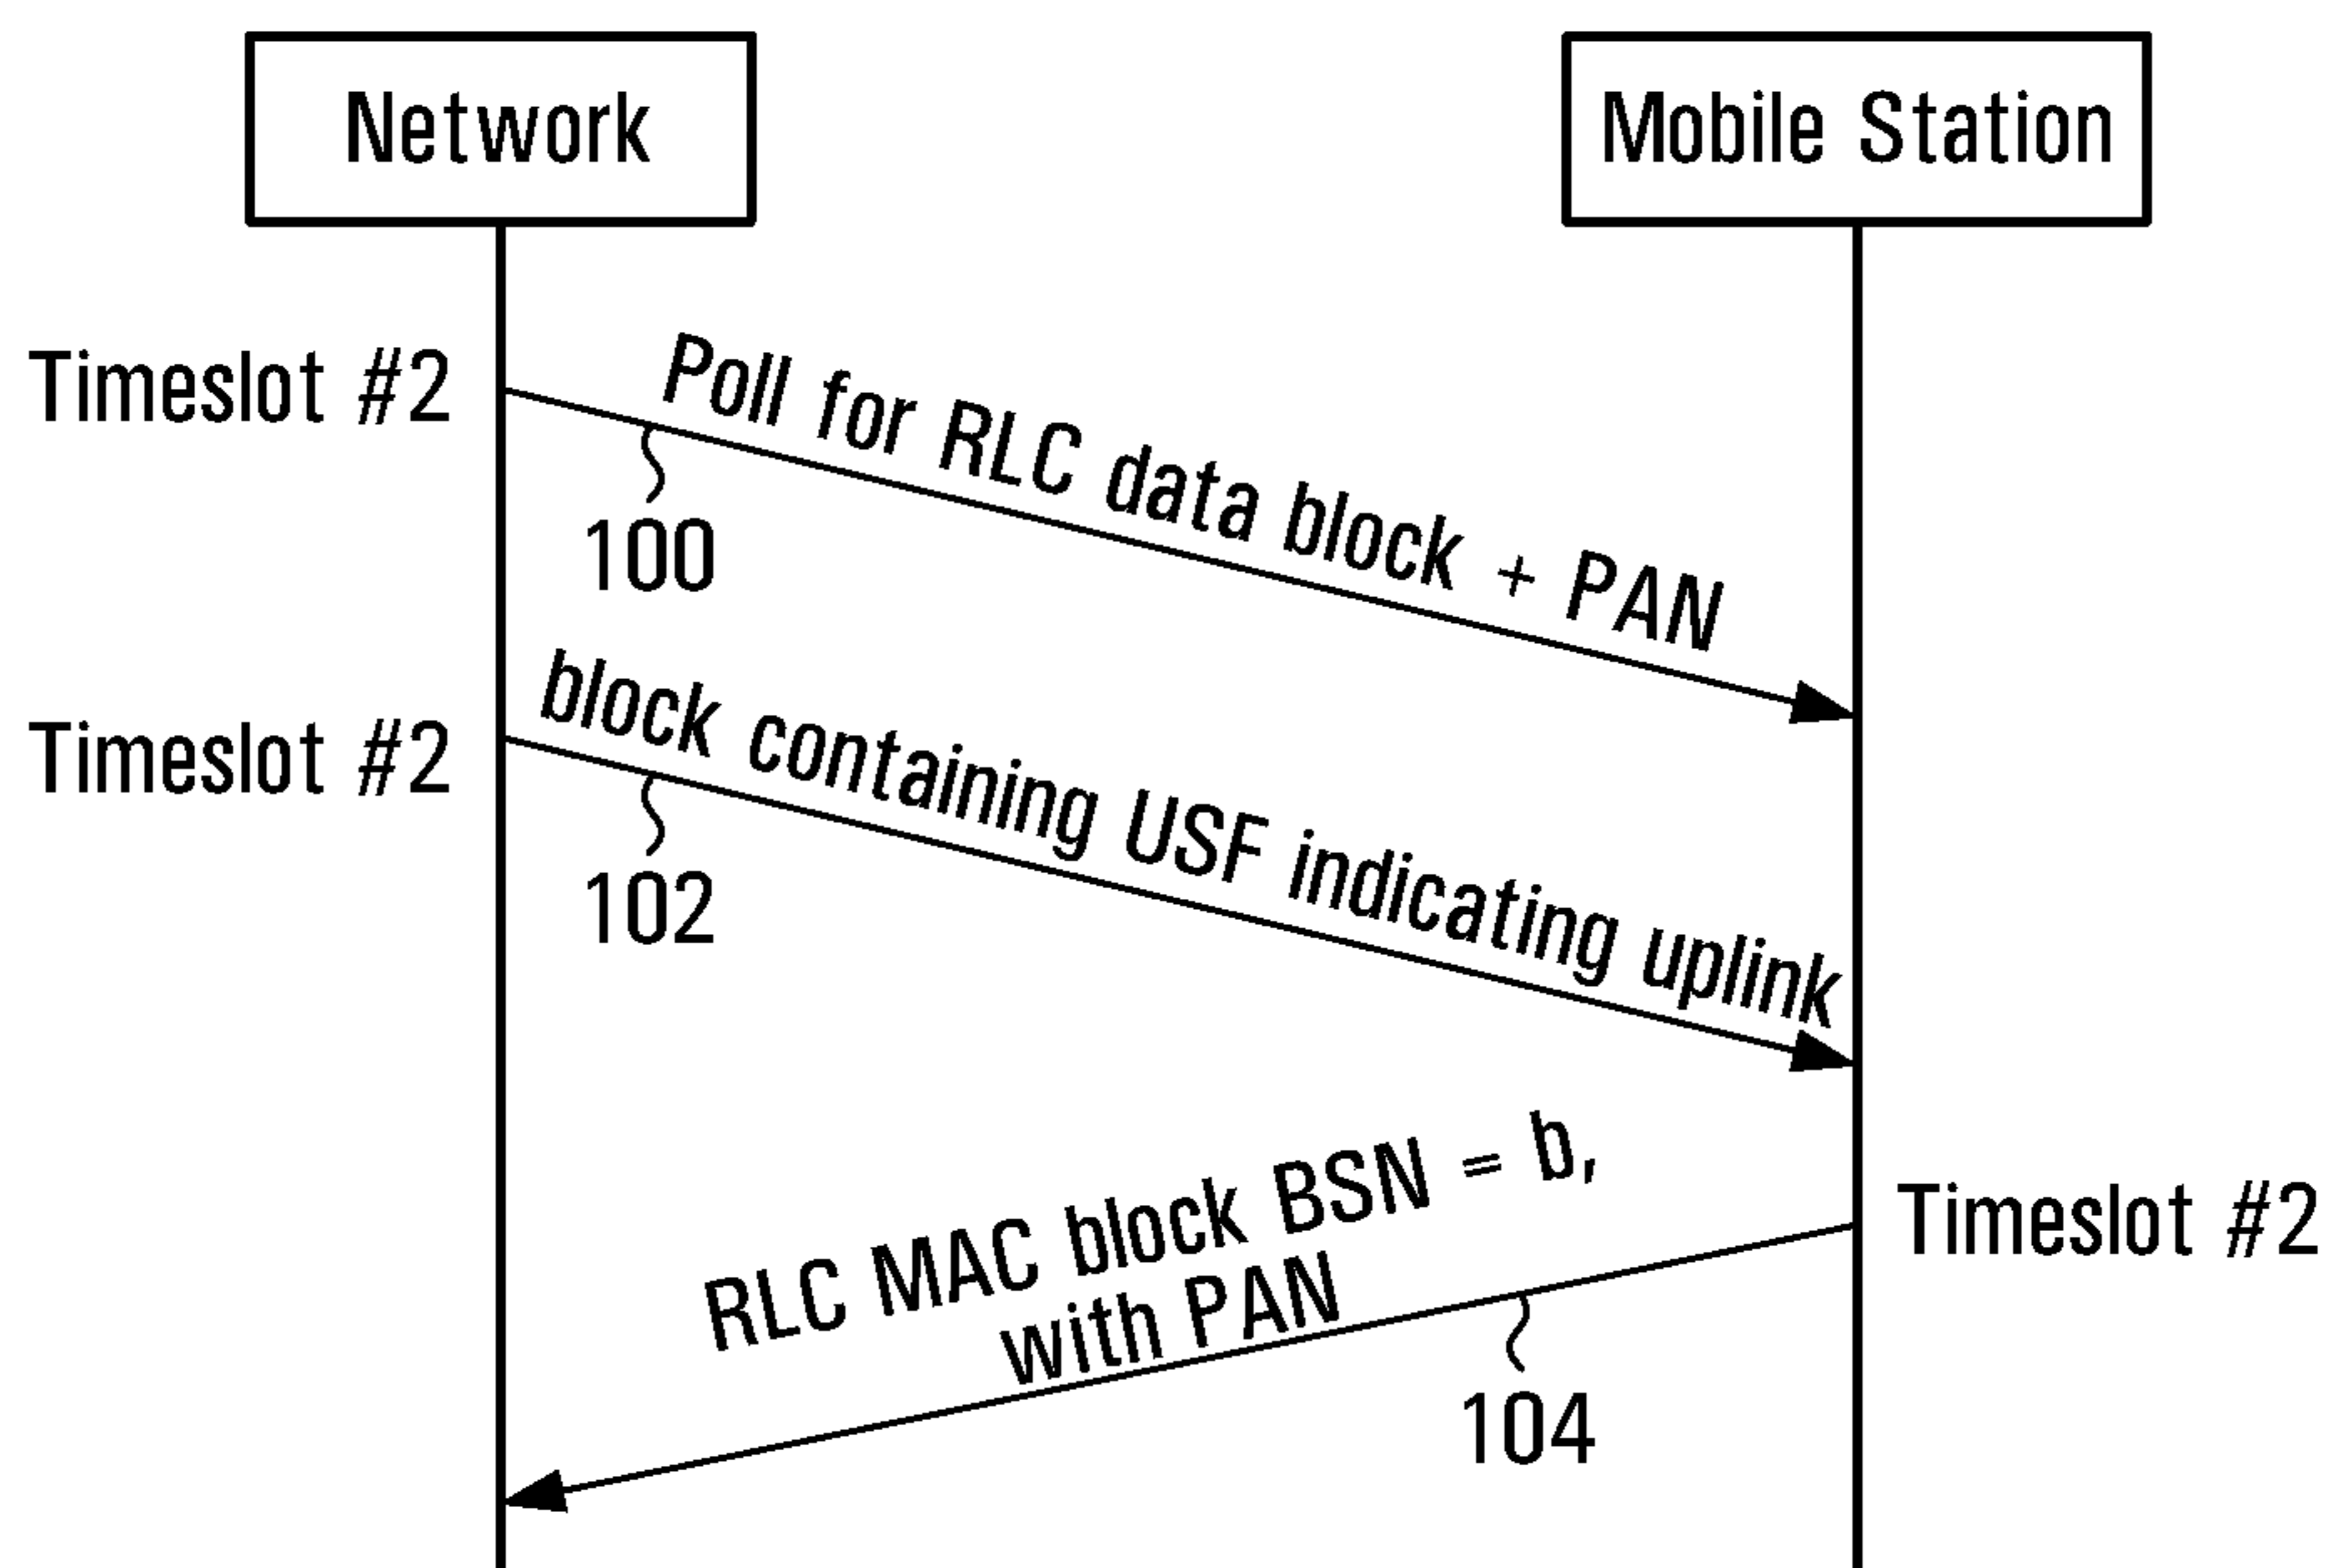 Network
Mobile Station
Timeslot #2
Poll for RLC data block + PAN
100
Timeslot #2
block containing USF indicating uplink
102
RLC MAC block BSN = b,
with PAN
Timeslot #2
104